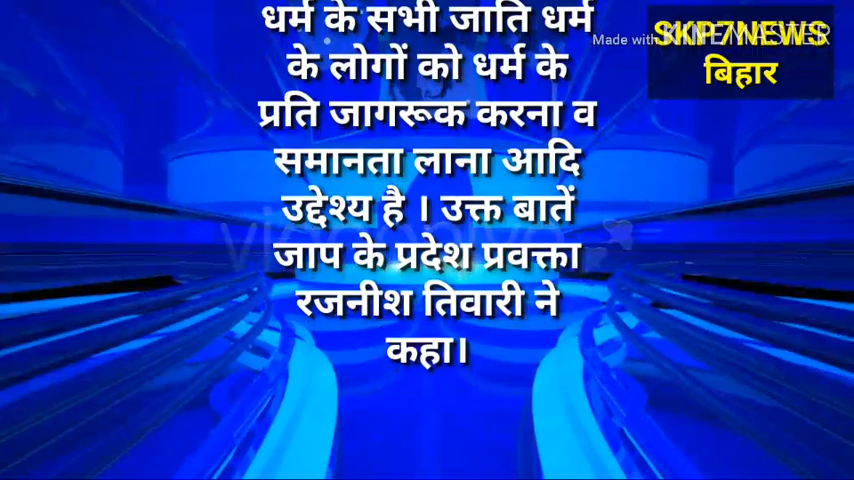 धर्म के सभी जाति धर्म
के लोगों को धर्म के
प्रति जागरूक करना व
समानता लाना आदि
उद्देश्य है । उक्त बातें
जाप के प्रदेश प्रवक्ता
रजनीश तिवारी ने
कहा।
Made with KINEMASTER
SKP7NEWS
बिहार